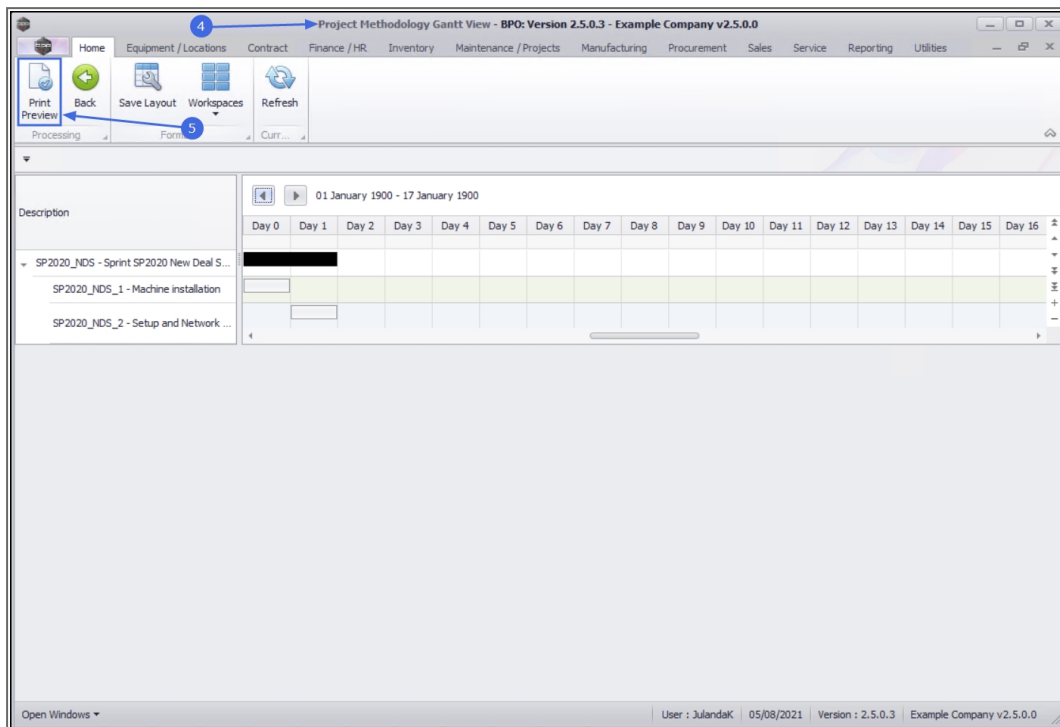 4
Project Methodology Gantt View - BPO: Version 2.5.0.3 - Example Company v2.5.0.0
Home Equipment / Locations Contract Finance / HR Inventory Maintenance / Projects Manufacturing Procurement Sales Service Reporting Utilities
Print Preview Back Save Layout Workspaces Refresh
5
Processing Form Curr...
01 January 1900 - 17 January 1900
Description
Day 0 Day 1 Day 2 Day 3 Day 4 Day 5 Day 6 Day 7 Day 8 Day 9 Day 10 Day 11 Day 12 Day 13 Day 14 Day 15 Day 16
SP2020_NDS - Sprint SP2020 New Deal S...
SP2020_NDS_1 - Machine installation
SP2020_NDS_2 - Setup and Network ...
Open Windows User : JulandaK 05/08/2021 Version : 2.5.0.3 Example Company v2.5.0.0